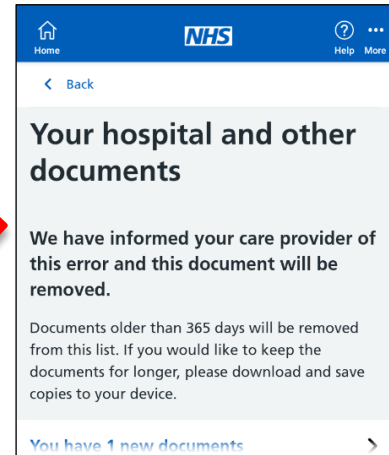 Home NHS Help More
Back
Your hospital and other
documents
We have informed your care provider of
this error and this document will be
removed.
Documents older than 365 days will be removed
from this list. If you would like to keep the
documents for longer, please download and save
copies to your device.
You have 1 new documents